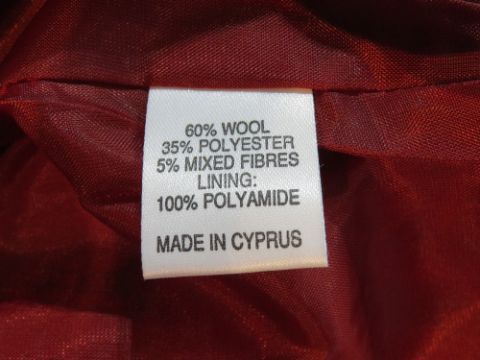 60% WOOL
35% POLYESTER
5% MIXED FIBRES
LINING:
100% POLYAMIDE
MADE IN CYPRUS